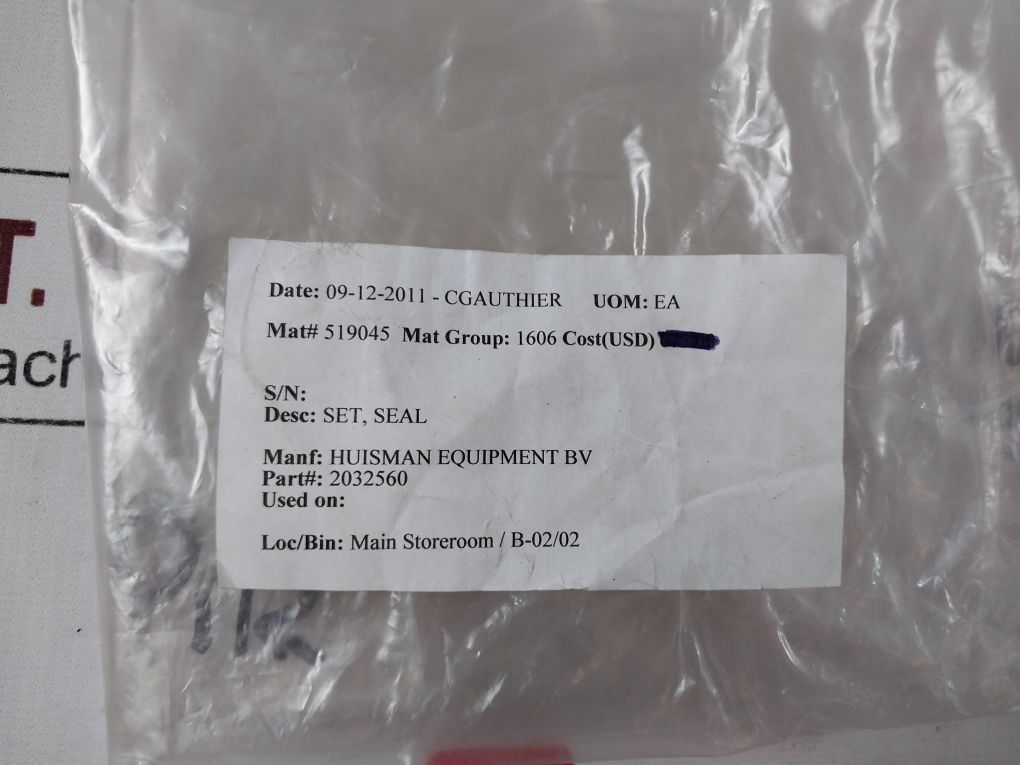 T.
ach
Date: 09-12-2011 - CGAUTHIER UOM: EA
Mat# 519045 Mat Group: 1606 Cost(USD)
S/N:
Desc: SET, SEAL
Manf: HUISMAN EQUIPMENT BV
Part#: 2032560
Used on:
Loc/Bin: Main Storeroom / B-02/02